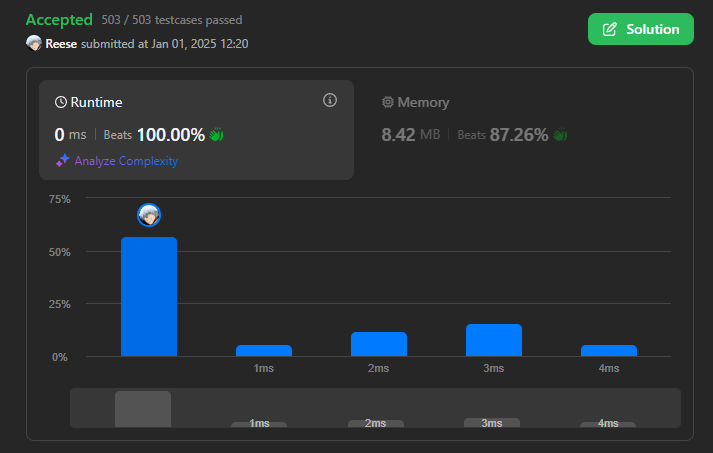 Accepted 503 / 503 testcases passed
Solution
Reese submitted at Jan 01, 2025 12:20
Runtime
0 ms | Beats 100.00%
Analyze Complexity
Memory
8.42 MB | Beats 87.26%
75%
50%
25%
0%
1ms 2ms 3ms 4ms
1ms 2ms 3ms 4ms